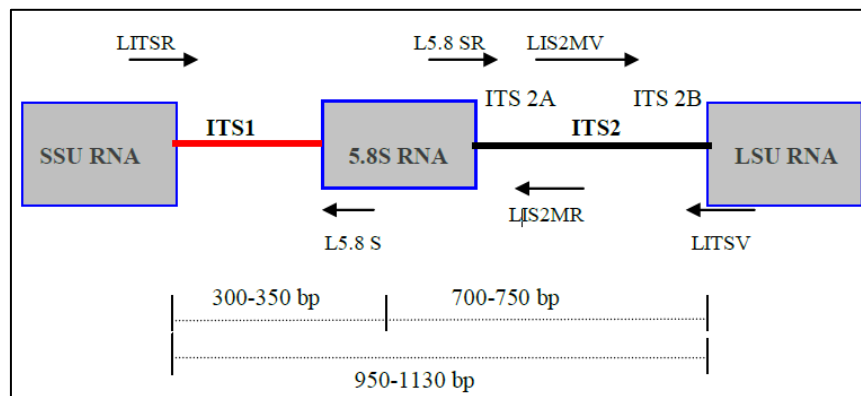 LITSR
L5.8 SR
LIS2MV
ITS 2A
ITS 2B
ITS1
ITS2
SSU RNA
5.8S RNA
LSU RNA
LIS2MR
L5.8 S
LITSV
300-350 bp
700-750 bp
950-1130 bp